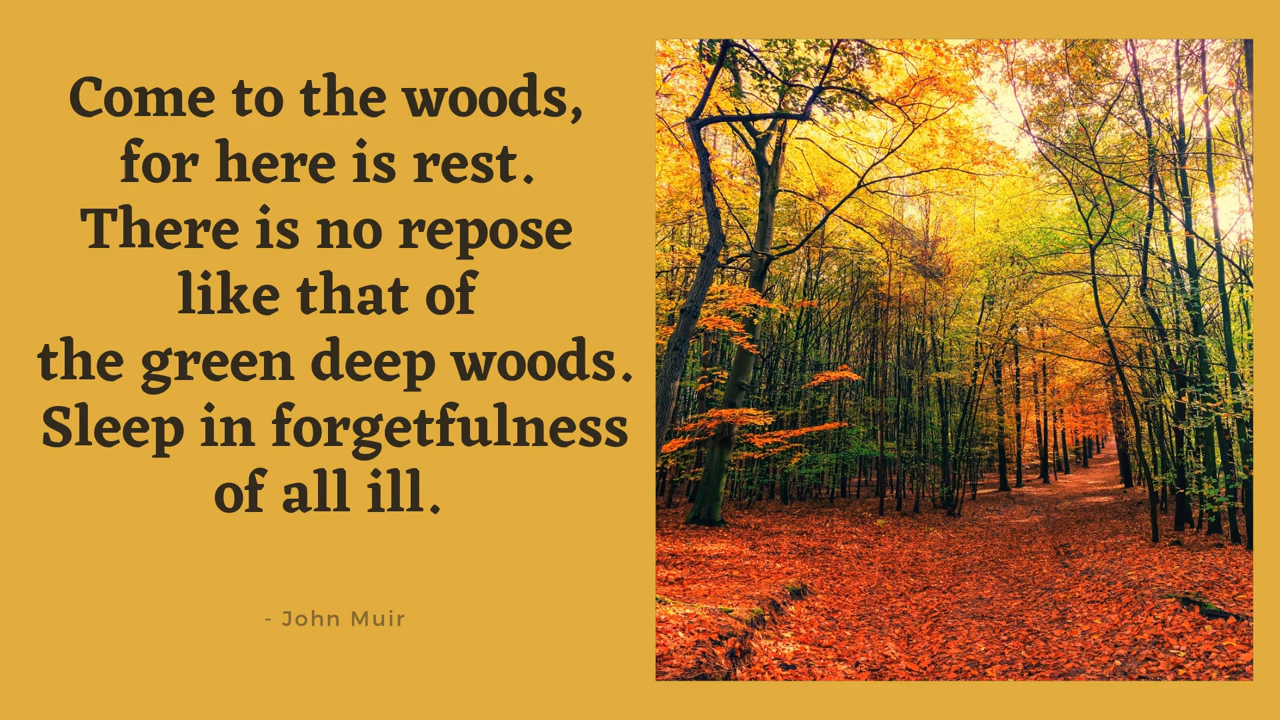 Come to the woods,
for here is rest.
There is no repose
like that of
the green deep woods.
Sleep in forgetfulness
of all ill.
- John Muir